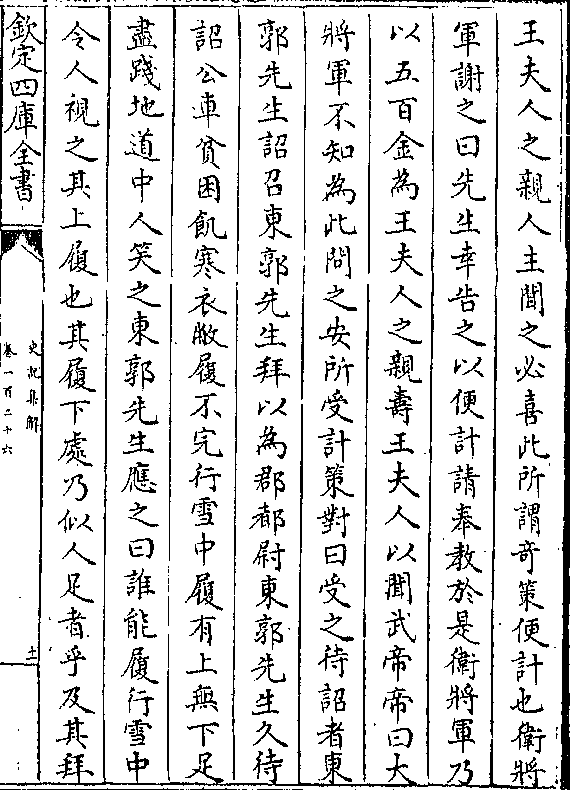 王夫人之親人主聞之必喜此所謂奇策便計也衛將
軍謝之曰先生幸告之以便計請奉教於是衛將軍乃
以五百金為王夫人之親壽王夫人以聞武帝帝曰大
將軍不知為此問之安所受計策對曰受之待詔者東
郭先生詔召東郭先生拜以為郡都尉東郭先生久待
詔公車貧困飢寒衣敝履不完行雪中履有上無下足
盡踐地道中人笑之東郭先生應之曰誰能履行雪中
令人視之其上履也其履下處乃似人足者乎及其拜
欽定四庫全書
史記集解
卷一百二十六
十一